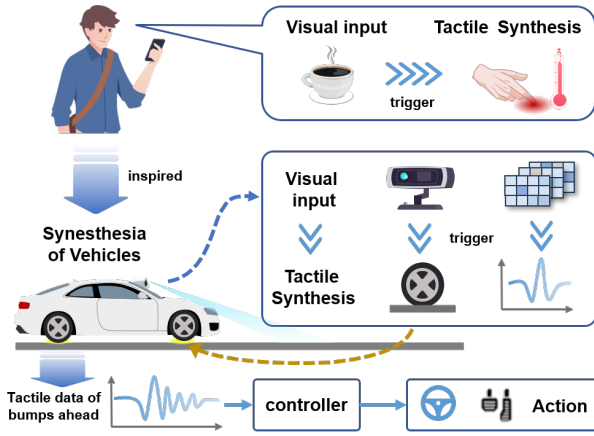 Visual input
Tactile Synthesis
trigger
inspired
Synesthesia
of Vehicles
Visual
input
trigger
Tactile
Synthesis
Tactile data of
bumps ahead
controller
Action